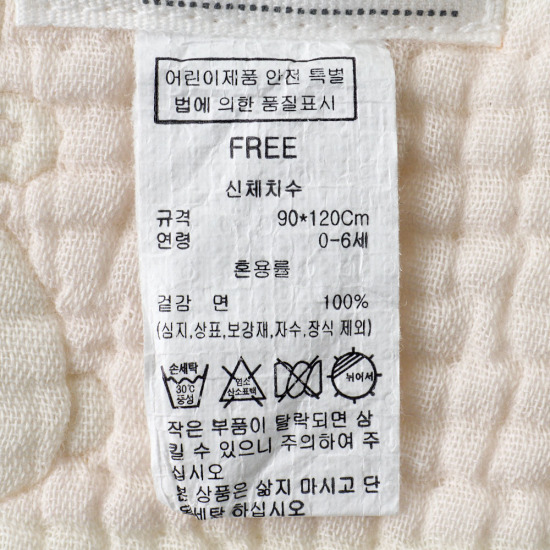 어린이제품 안전 특별
법에 의한 품질표시
FREE
신체치수
규격 90*120Cm
연령 0-6세
혼용률
겉감 면 100%
(심지,상표,보강재,자수,장식 제외)
손세탁
30℃
중성
염소
산소표백
뉘어서
작은 부품이 탈락되면 삼
킬 수 있으니 주의하여 주
십시오
본 상품은 삶지 마시고 단
세탁 하십시오